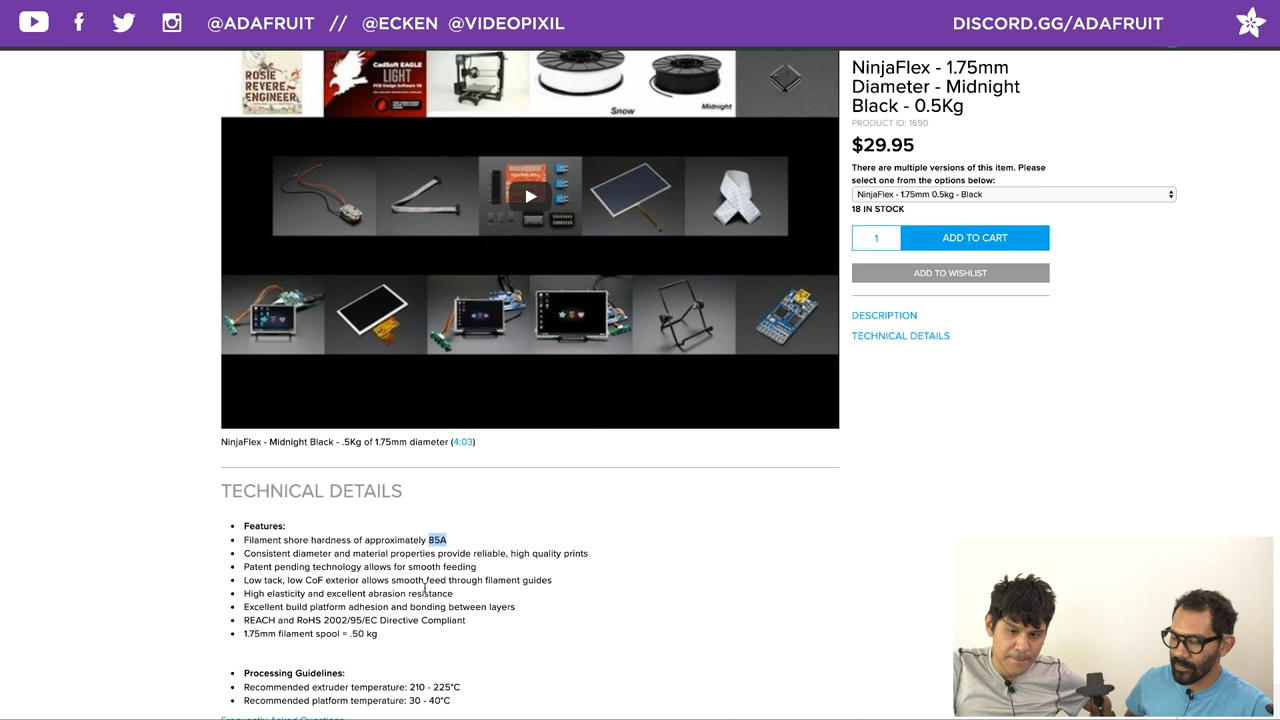 @ADAFRUIT // @ECKEN @VIDEOPIXIL
DISCORD.GG/ADAFRUIT
ROSIE
REVERE,
ENGINEER
CadSoft EAGLE
LIGHT
Snow
Midnight
NinjaFlex - Midnight Black - .5Kg of 1.75mm diameter (4:03)
TECHNICAL DETAILS
• Features:
• Filament shore hardness of approximately 85A
• Consistent diameter and material properties provide reliable, high quality prints
• Patent pending technology allows for smooth feeding
• Low tack, low CoF exterior allows smooth feed through filament guides
• High elasticity and excellent abrasion resistance
• Excellent build platform adhesion and bonding between layers
• REACH and RoHS 2002/95/EC Directive Compliant
• 1.75mm filament spool = .50 kg
• Processing Guidelines:
• Recommended extruder temperature: 210 - 225°C
• Recommended platform temperature: 30 - 40°C
Frequently Asked Questions
NinjaFlex - 1.75mm
Diameter - Midnight
Black - 0.5Kg
PRODUCT ID: 1690
$29.95
There are multiple versions of this item. Please
select one from the options below:
NinjaFlex - 1.75mm 0.5kg - Black
18 IN STOCK
1
ADD TO CART
ADD TO WISHLIST
DESCRIPTION
TECHNICAL DETAILS